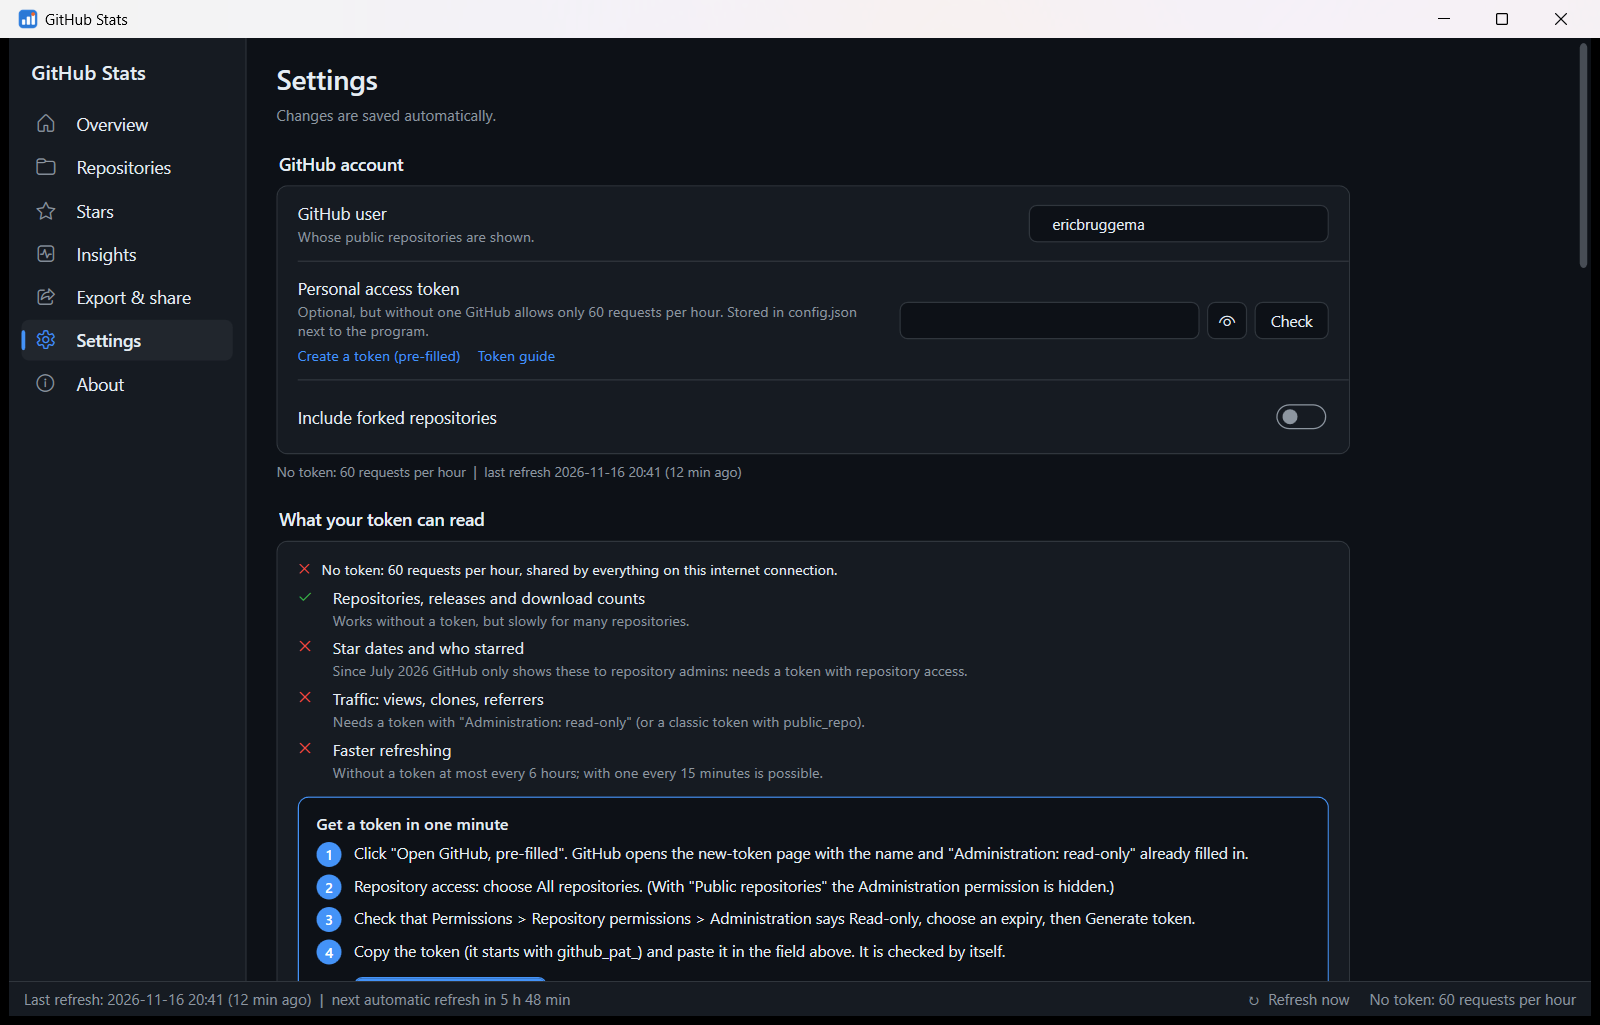 GitHub Stats
GitHub Stats
Overview
Repositories
Stars
Insights
Export & share
Settings
About
Settings
Changes are saved automatically.
GitHub account
GitHub user
Whose public repositories are shown.
ericbruggema
Personal access token
Optional, but without one GitHub allows only 60 requests per hour. Stored in config.json
next to the program.
Create a token (pre-filled) Token guide
Check
Include forked repositories
No token: 60 requests per hour | last refresh 2026-11-16 20:41 (12 min ago)
What your token can read
No token: 60 requests per hour, shared by everything on this internet connection.
Repositories, releases and download counts
Works without a token, but slowly for many repositories.
Star dates and who starred
Since July 2026 GitHub only shows these to repository admins: needs a token with repository access.
Traffic: views, clones, referrers
Needs a token with "Administration: read-only" (or a classic token with public_repo).
Faster refreshing
Without a token at most every 6 hours; with one every 15 minutes is possible.
Get a token in one minute
1 Click "Open GitHub, pre-filled". GitHub opens the new-token page with the name and "Administration: read-only" already filled in.
2 Repository access: choose All repositories. (With "Public repositories" the Administration permission is hidden.)
3 Check that Permissions > Repository permissions > Administration says Read-only, choose an expiry, then Generate token.
4 Copy the token (it starts with github_pat_) and paste it in the field above. It is checked by itself.
Last refresh: 2026-11-16 20:41 (12 min ago) | next automatic refresh in 5 h 48 min
Refresh now No token: 60 requests per hour